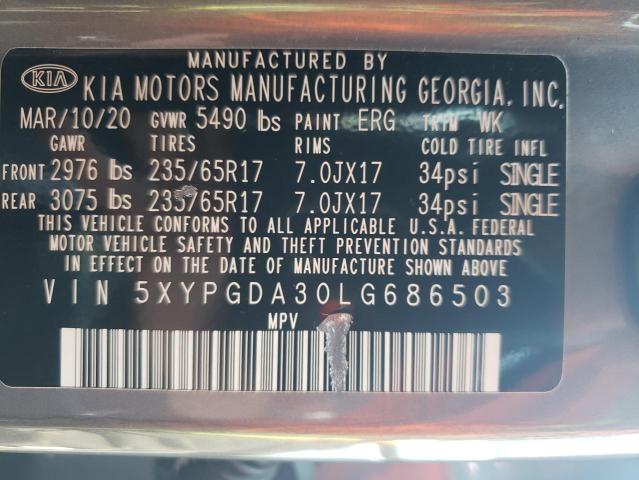 MANUFACTURED BY
KIA KIA MOTORS MANUFACTURING GEORGIA, INC.
MAR/10/20 GVWR 5490 lbs PAINT ERG TRIM WK
GAWR TIRES RIMS COLD TIRE INFL
FRONT 2976 lbs 235/65R17 7.0JX17 34psi SINGLE
REAR 3075 lbs 235/65R17 7.0JX17 34psi SINGLE
THIS VEHICLE CONFORMS TO ALL APPLICABLE U.S.A. FEDERAL
MOTOR VEHICLE SAFETY AND THEFT PREVENTION STANDARDS
IN EFFECT ON THE DATE OF MANUFACTURE SHOWN ABOVE.
VIN 5XYPGDA30LG686503
MPV